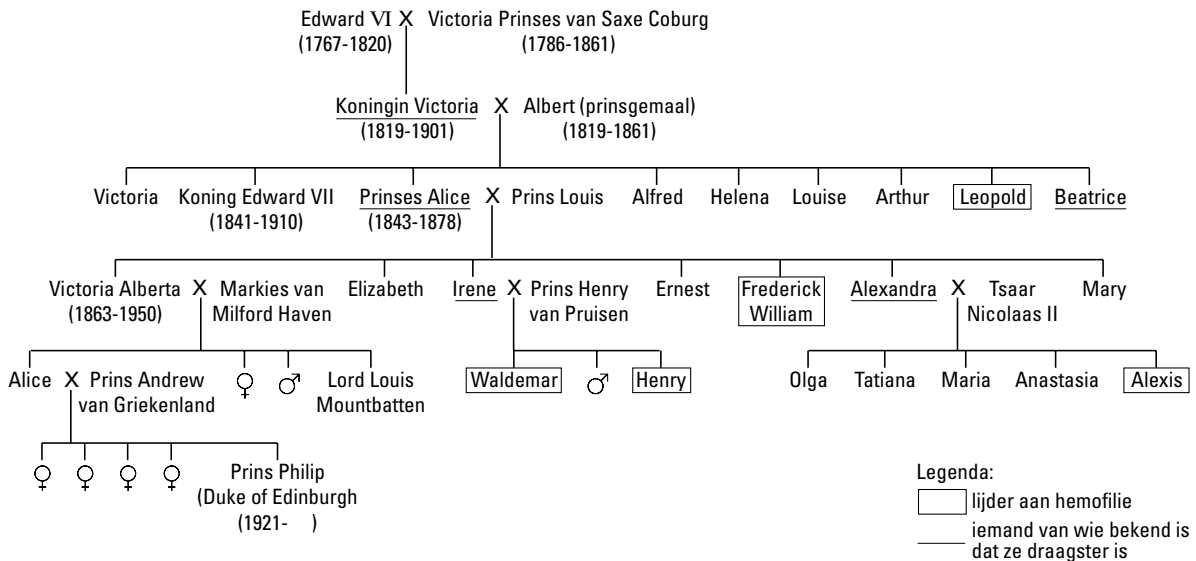 Edward VI X Victoria Prinses van Saxe Coburg
(1767-1820) (1786-1861)
Koningin Victoria X Albert (prinsgemaal)
(1819-1901) (1819-1861)
Victoria Koning Edward VII Prinses Alice X Prins Louis Alfred Helena Louise Arthur Leopold Beatrice
(1841-1910) (1843-1878)
Victoria Alberta X Markies van Elizabeth Irene X Prins Henry Ernest Frederick Alexandra X Tsaar Mary
(1863-1950) Milford Haven van Pruisen William Nicolaas II
Alice X Prins Andrew ♀ ♂ Lord Louis Waldemar ♂ Henry Olga Tatiana Maria Anastasia Alexis
van Griekenland Mountbatten
♀ ♀ ♀ ♀ Prins Philip
(Duke of Edinburgh
(1921- )
Legenda:
lijder aan hemofilie
iemand van wie bekend is
dat ze draagster is